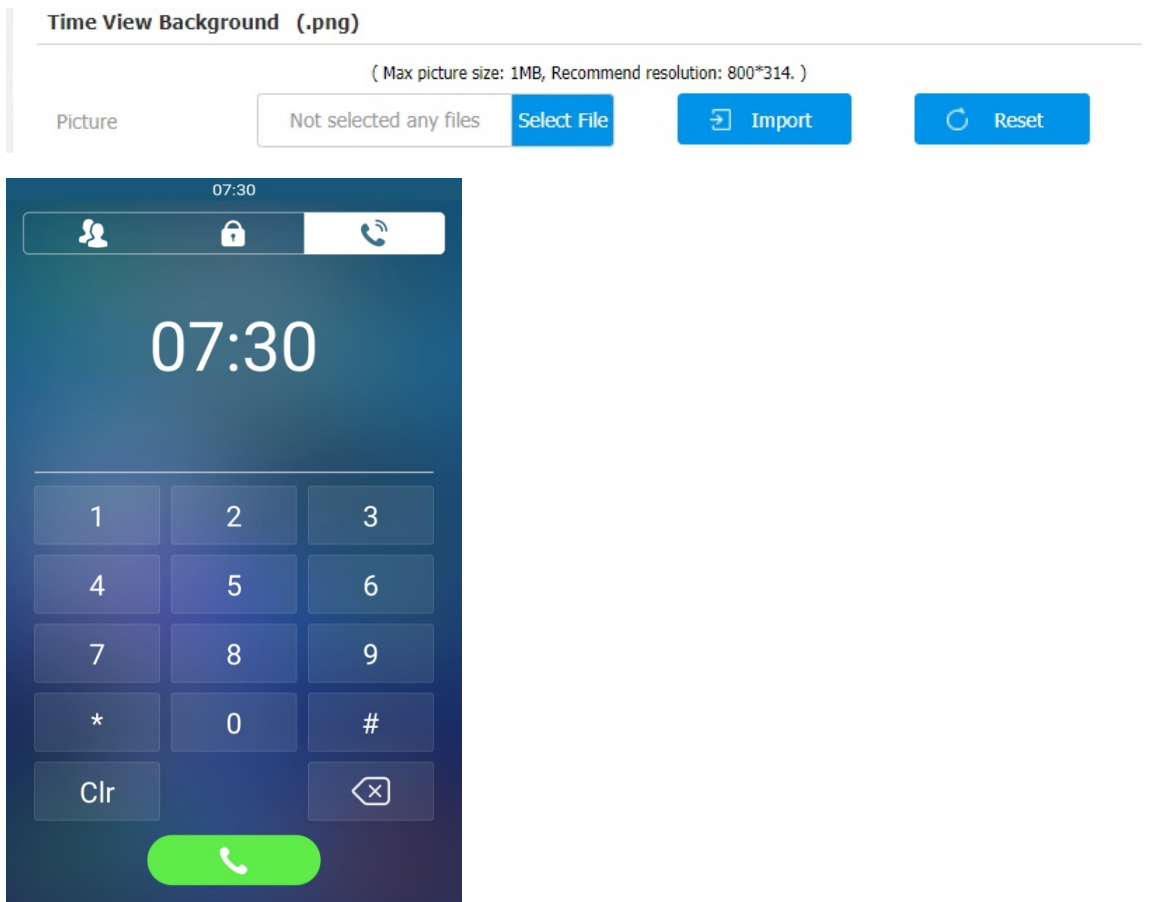 Time View Background (.png)
( Max picture size: 1MB, Recommend resolution: 800*314. )
Picture Not selected any files Select File Import Reset
07:30
07:30
1 2 3
4 5 6
7 8 9
* 0 #
Clr